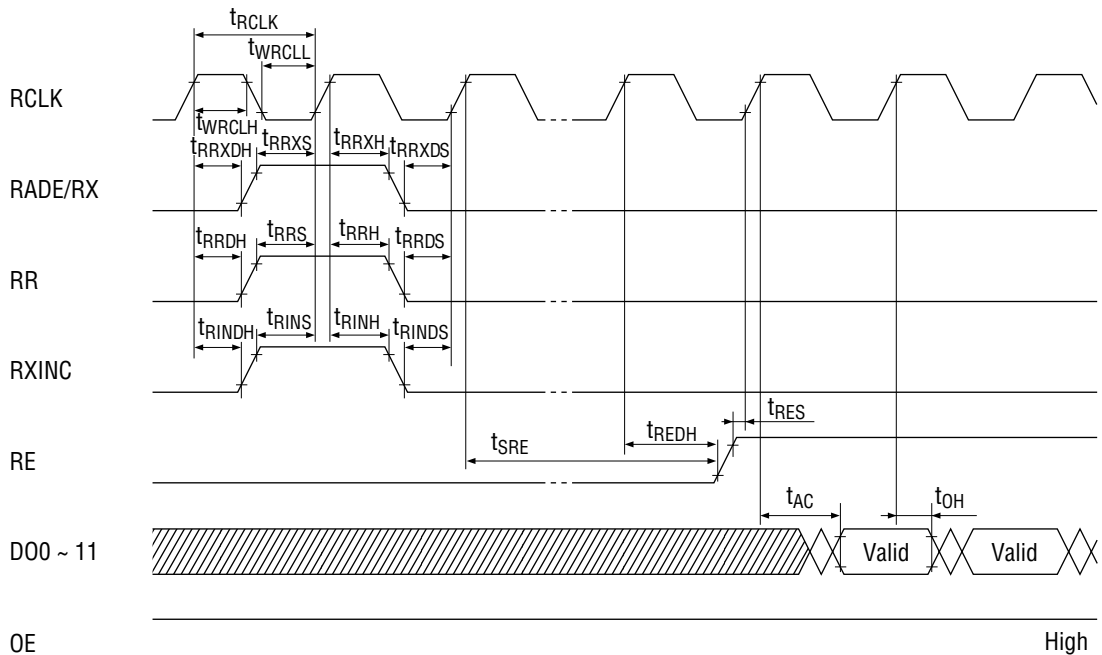 tRCLK
tWRCLL
RCLK
tWRCLH
tRRXDH tRRXS tRRXH tRRXDS
RADE/RX
tRRDH tRRS tRRH tRRDS
RR
tRINDH tRINS tRINH tRINDS
RXINC
tRES
tREDH
tSRE
RE
tAC tOH
DO0 ~ 11 Valid Valid
OE High